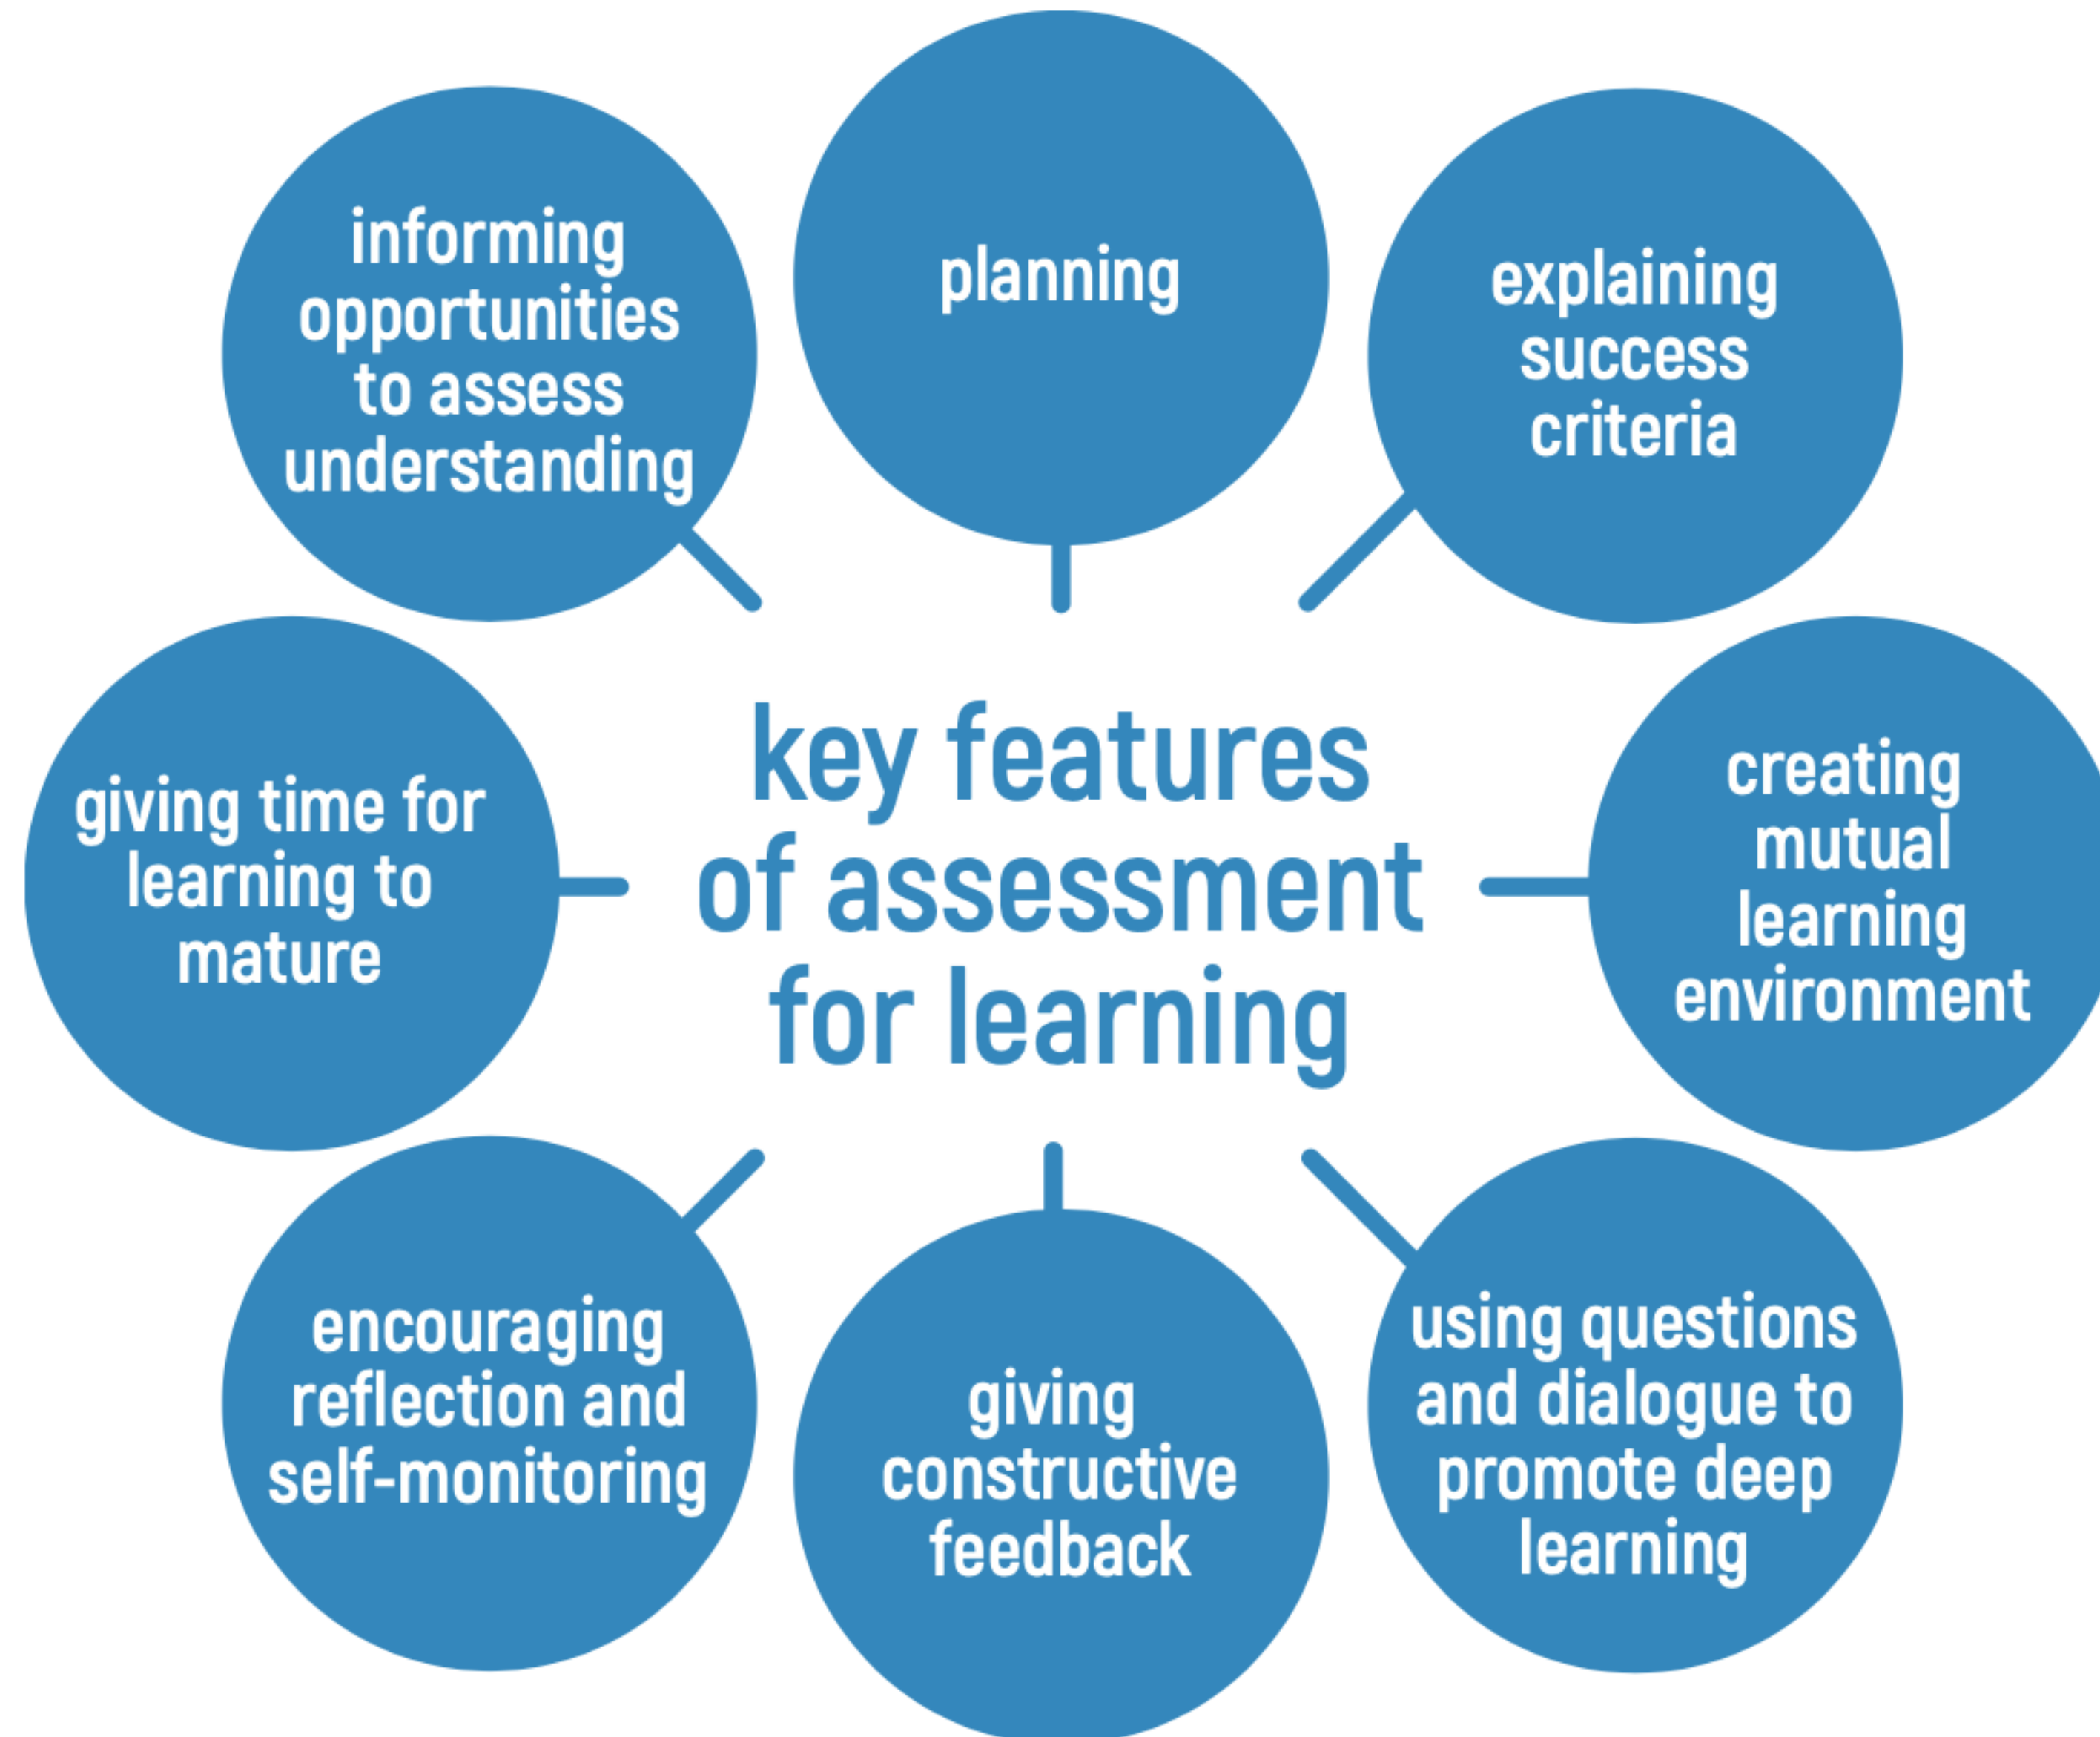 planning
explaining
success
criteria
creating
mutual
learning
environment
using questions
and dialogue to
promote deep
learning
giving
constructive
feedback
encouraging
reflection and
self-monitoring
giving time for
learning to
mature
informing
opportunities
to assess
understanding
key features
of assessment
for learning